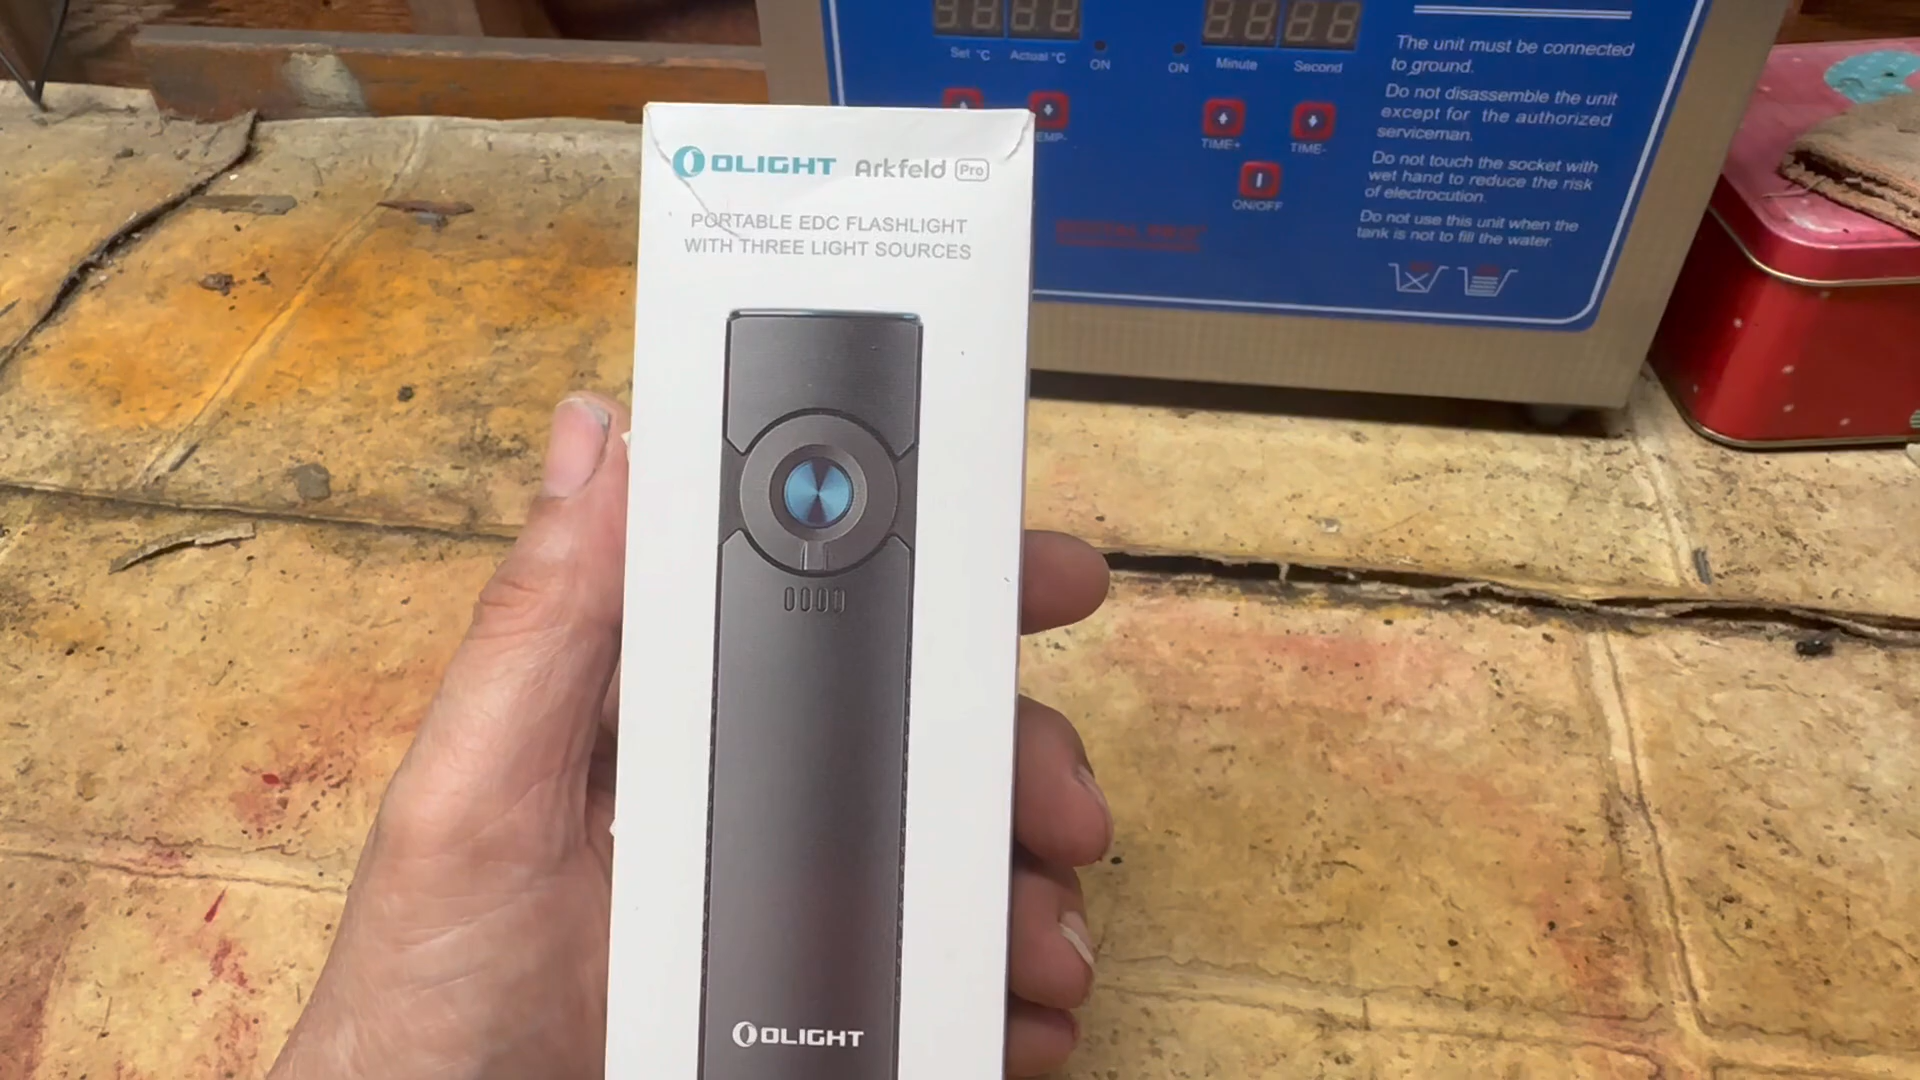 OLIGHT Arkfeld Pro
PORTABLE EDC FLASHLIGHT
WITH THREE LIGHT SOURCES
OLIGHT
Set °C
Actual °C
ON
ON
Minute
Second
TEMP-
TIME+
TIME-
ON/OFF
The unit must be connected
to ground.
Do not disassemble the unit
except for the authorized
serviceman.
Do not touch the socket with
wet hand to reduce the risk
of electrocution.
Do not use this unit when the
tank is not to fill the water.